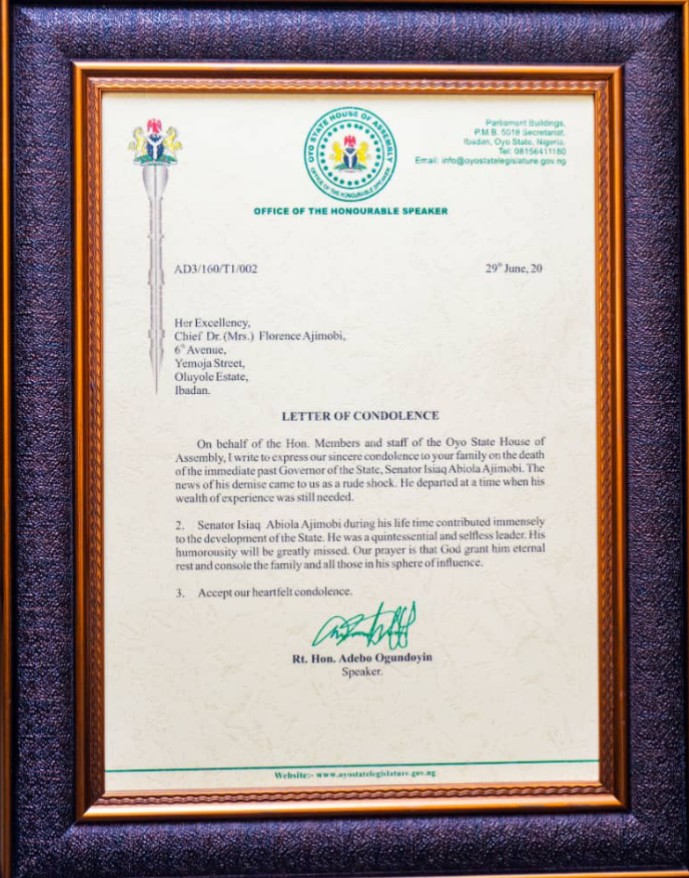 OYO STATE HOUSE OF ASSEMBLY
OFFICE OF THE HONOURABLE SPEAKER
Parliament Buildings,
P.M.B. 5018 Secretariat,
Ibadan, Oyo State, Nigeria.
Tel: 08156411180
Email: info@oyostatelegislature.gov.ng
OFFICE OF THE HONOURABLE SPEAKER
AD3/160/T1/002
29th June, 20
Her Excellency,
Chief Dr. (Mrs.) Florence Ajimobi,
6th Avenue,
Yemoja Street,
Oluyole Estate,
Ibadan.
LETTER OF CONDOLENCE
On behalf of the Hon. Members and staff of the Oyo State House of
Assembly, I write to express our sincere condolence to your family on the death
of the immediate past Governor of the State, Senator Isiaq Abiola Ajimobi. The
news of his demise came to us as a rude shock. He departed at a time when his
wealth of experience was still needed.
2. Senator Isiaq Abiola Ajimobi during his life time contributed immensely
to the development of the State. He was a quintessential and selfless leader. His
humorousity will be greatly missed. Our prayer is that God grant him eternal
rest and console the family and all those in his sphere of influence.
3. Accept our heartfelt condolence.
Rt. Hon. Adebo Ogundoyin
Speaker.
Website:- www.oyostatelegislature.gov.ng